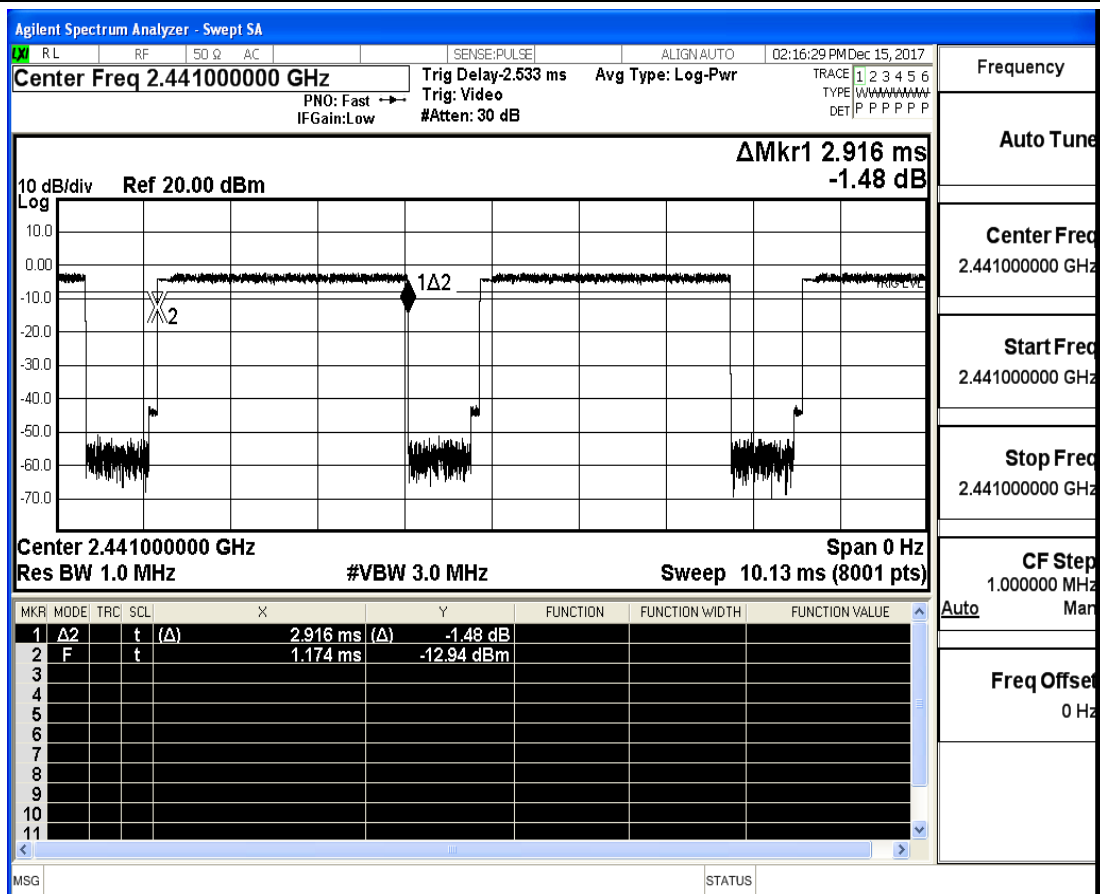 Agilent Spectrum Analyzer - Swept SA
LXI RL RF 50 Ω AC SENSE:PULSE ALIGN AUTO 02:16:29 PM Dec 15, 2017
Center Freq 2.441000000 GHz
PNO: Fast
IFGain:Low
Trig Delay-2.533 ms
Trig: Video
#Atten: 30 dB
Avg Type: Log-Pwr
TRACE 1 2 3 4 5 6
TYPE
DET P P P P P P
ΔMkr1 2.916 ms
-1.48 dB
10 dB/div Ref 20.00 dBm
Log
10.0
0.00
-10.0
-20.0
-30.0
-40.0
-50.0
-60.0
-70.0
1Δ2
2
TRIG LVL
Center 2.441000000 GHz Span 0 Hz
Res BW 1.0 MHz #VBW 3.0 MHz Sweep 10.13 ms (8001 pts)
MKR MODE TRC SCL X Y FUNCTION FUNCTION WIDTH FUNCTION VALUE
1 Δ2 t (Δ) 2.916 ms (Δ) -1.48 dB
2 F t 1.174 ms -12.94 dBm
3
4
5
6
7
8
9
10
11
MSG STATUS
Frequency
Auto Tune
Center Freq
2.441000000 GHz
Start Freq
2.441000000 GHz
Stop Freq
2.441000000 GHz
CF Step
1.000000 MHz
Auto Man
Freq Offset
0 Hz